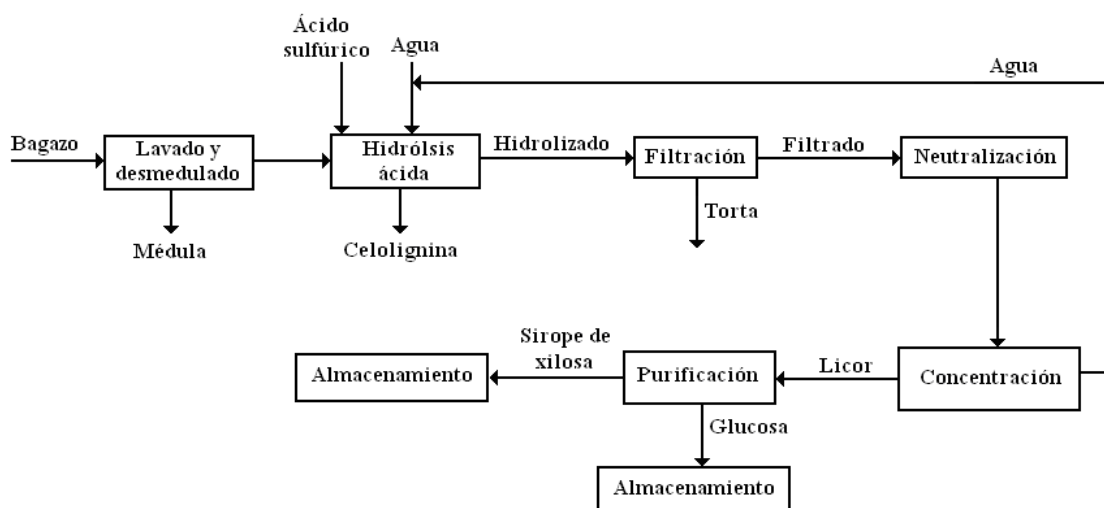 Ácido
sulfúrico
Agua
Agua
Bagazo
Lavado y
desmedulado
Hidrólsis
ácida
Hidrolizado
Filtración
Filtrado
Neutralización
Torta
Médula
Celolignina
Sirope de
xilosa
Almacenamiento
Purificación
Licor
Concentración
Glucosa
Almacenamiento